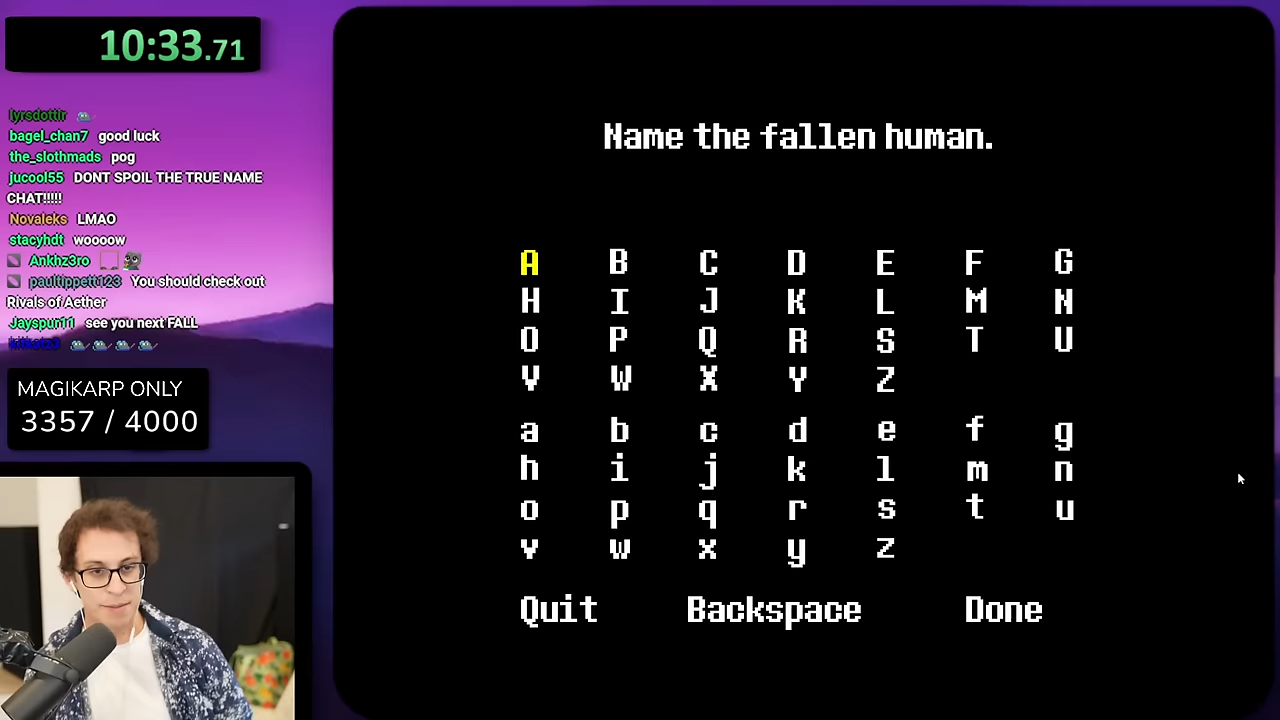 10:33.71
lyrsdottir
bagel_chan7 good luck
the_slothmads pog
jucool55 DONT SPOIL THE TRUE NAME
CHAT!!!!!
Novaleks LMAO
stacyhdt woooow
Ankhz3ro
paultippett123 You should check out
Rivals of Aether
Jayspur11 see you next FALL
MAGIKARP ONLY
3357 / 4000
Name the fallen human.
A B C D E F G
H I J K L M N
O P Q R S T U
V W X Y Z
a b c d e f g
h i j k l m n
o p q r s t u
v w x y z
Quit Backspace Done